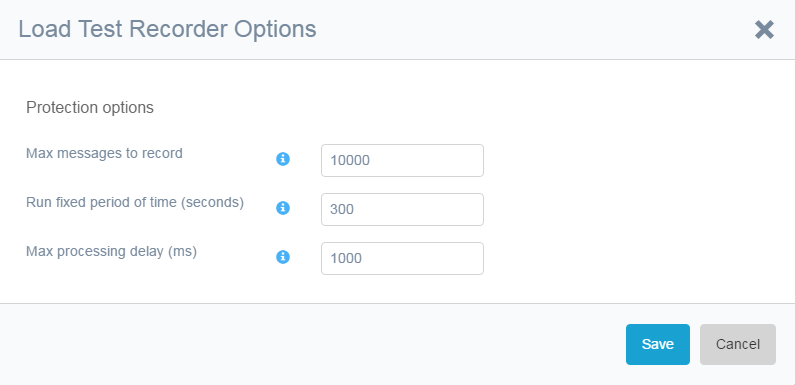 Load Test Recorder Options
Protection options
Max messages to record
10000
Run fixed period of time (seconds)
300
Max processing delay (ms)
1000
Save
Cancel